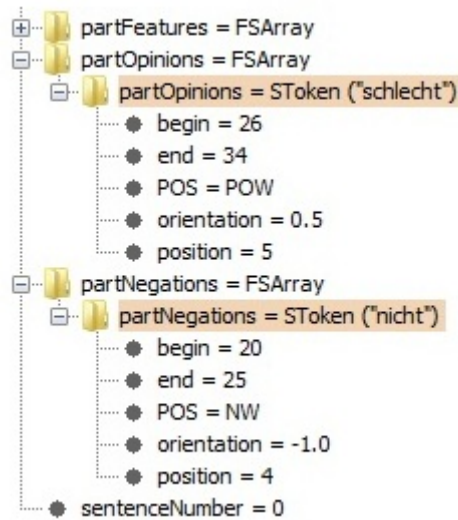 partFeatures = FSArray
partOpinions = FSArray
partOpinions = SToken ("schlecht")
begin = 26
end = 34
POS = POW
orientation = 0.5
position = 5
partNegations = FSArray
partNegations = SToken ("nicht")
begin = 20
end = 25
POS = NW
orientation = -1.0
position = 4
sentenceNumber = 0